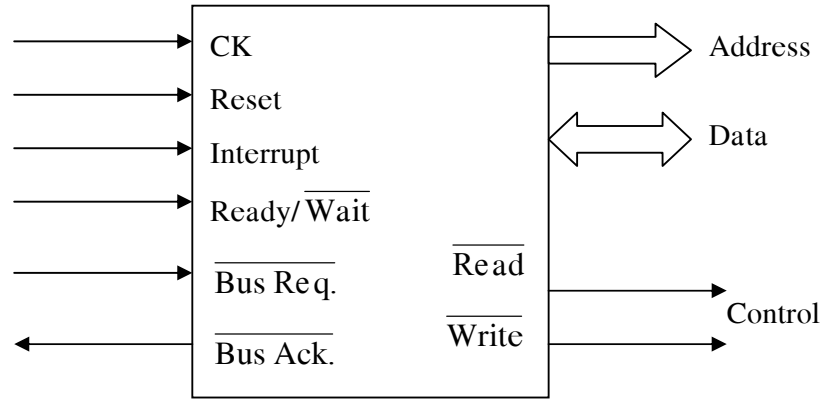 CK
Reset
Interrupt
Ready/ Wait
Bus Req.
Bus Ack.
Read
Write
Address
Data
Control